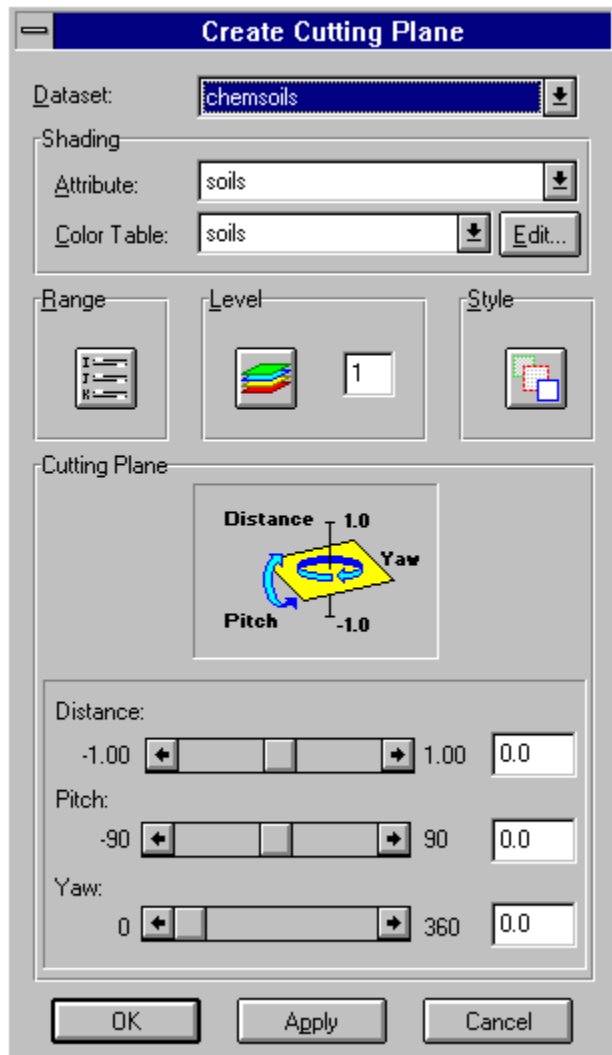 Create Cutting Plane
Dataset: chemsoils
Shading
Attribute: soils
Color Table: soils Edit...
Range Level Style
I:
J:
K:
1
Cutting Plane
Distance 1.0
Yaw
Pitch -1.0
Distance:
-1.00 1.00 0.0
Pitch:
-90 90 0.0
Yaw:
0 360 0.0
OK Apply Cancel